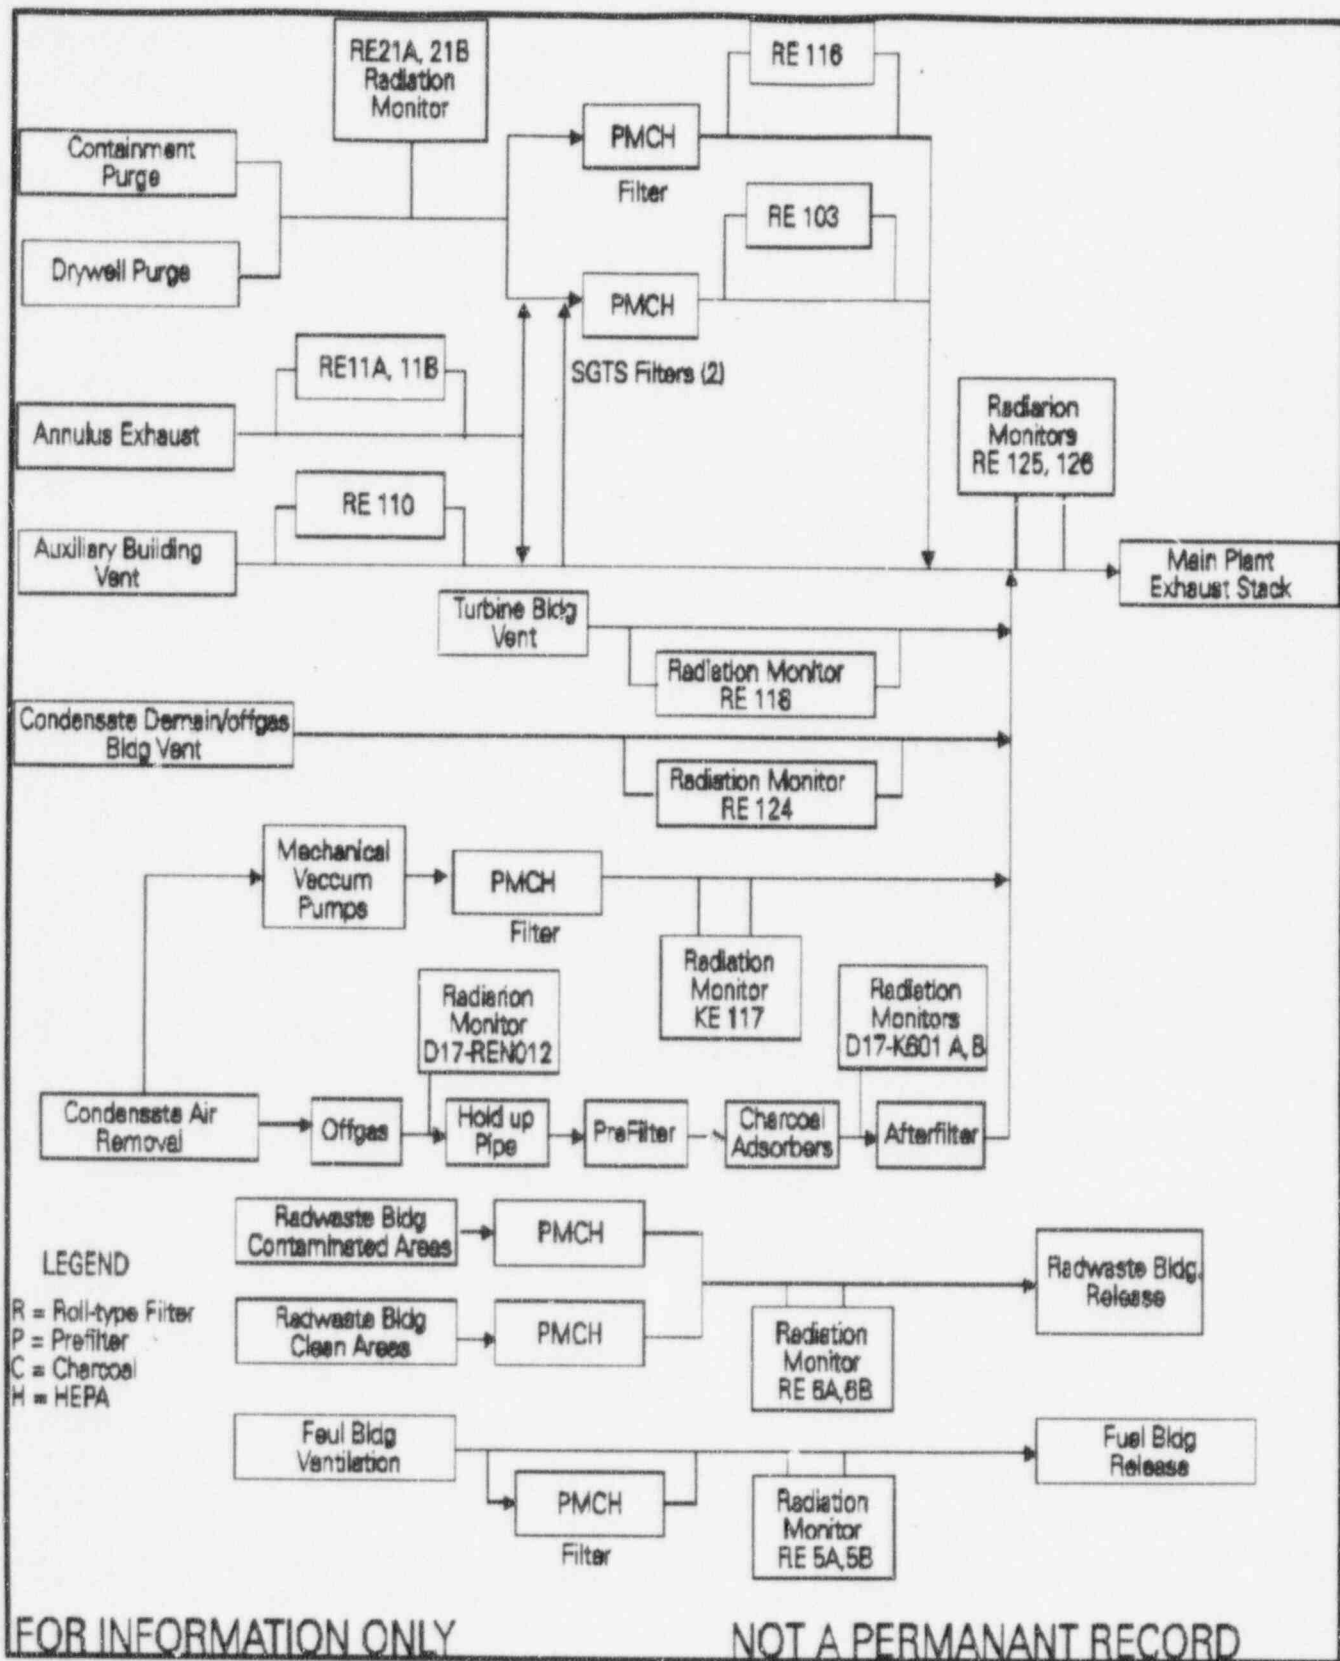 RE21A, 21B
Radiation
Monitor
RE 116
Containment
Purge
PMCH
Filter
RE 103
Drywell Purge
PMCH
SGTS Filters (2)
RE11A, 11B
Annulus Exhaust
Radiarion
Monitors
RE 125, 126
RE 110
Auxiliary Building
Vent
Main Plant
Exhaust Stack
Turbine Bldg
Vent
Radiation Monitor
RE 118
Condensate Demain/offgas
Bldg Vent
Radiation Monitor
RE 124
Mechanical
Vaccum
Pumps
PMCH
Filter
Radiation
Monitor
KE 117
Radiarion
Monitor
D17-REN012
Radiation
Monitors
D17-K601 A, B
Condensate Air
Removal
Offgas
Hold up
Pipe
PreFilter
Charcoal
Adsorbers
Afterfilter
Radwaste Bldg
Contaminated Areas
PMCH
Radwaste Bldg.
Release
LEGEND
R = Roll-type Filter
P = Prefilter
C = Charcoal
H = HEPA
Radwaste Bldg
Clean Areas
PMCH
Radiation
Monitor
RE 6A,6B
Feul Bldg
Ventilation
PMCH
Filter
Radiation
Monitor
RE 5A,5B
Fuel Bldg
Release
FOR INFORMATION ONLY
NOT A PERMANANT RECORD